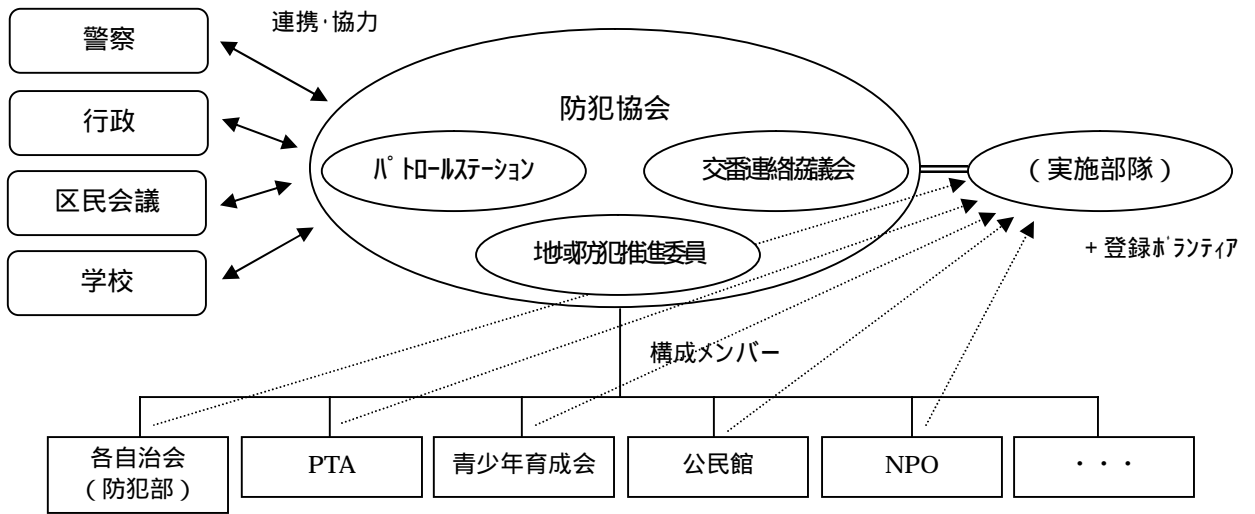 警察
連携･協力
行政
区民会議
学校
防犯協会
ﾊﾟﾄﾛｰﾙｽﾃｰｼｮﾝ
交番連絡協議会
地域防犯推進委員
（実施部隊）
+ 登録ﾎﾞﾗﾝﾃｨｱ
構成メンバー
各自治会
（防犯部）
PTA
青少年育成会
公民館
NPO
・・・